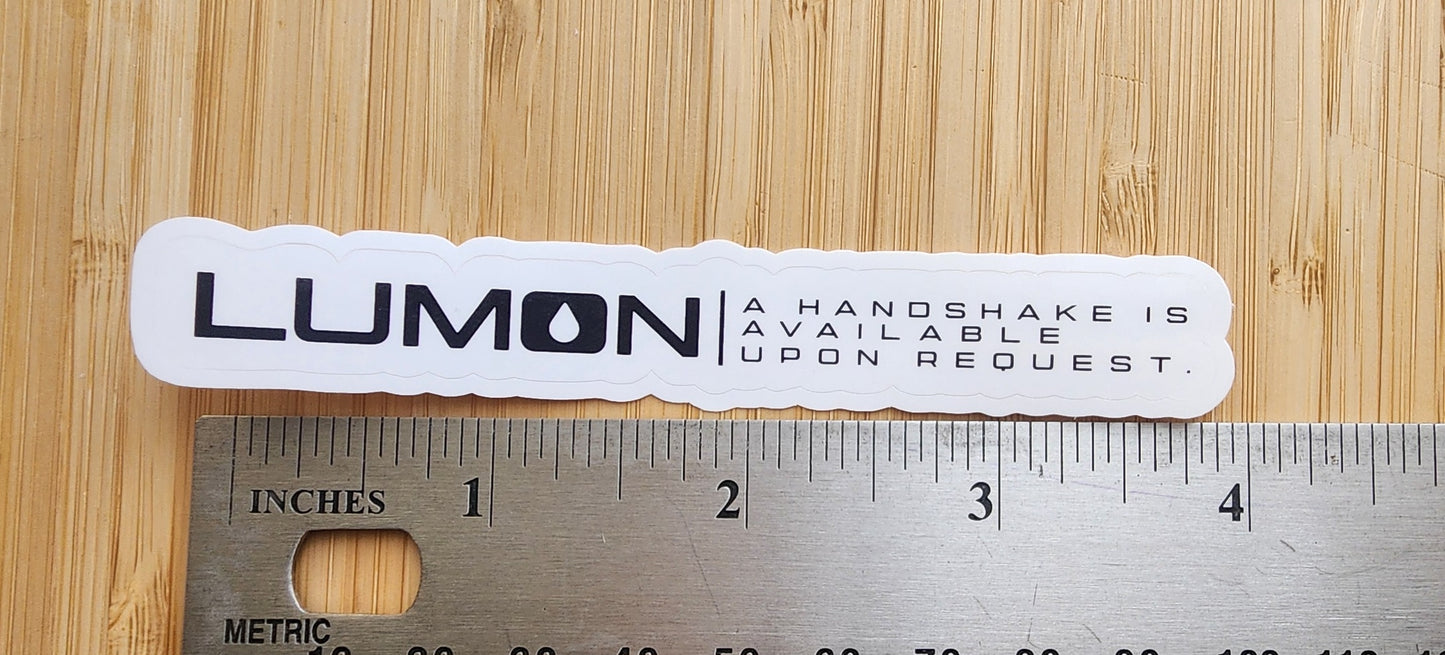 LUMON
A HANDSHAKE IS
AVAILABLE
UPON REQUEST.
1 2 3 4
INCHES
METRIC